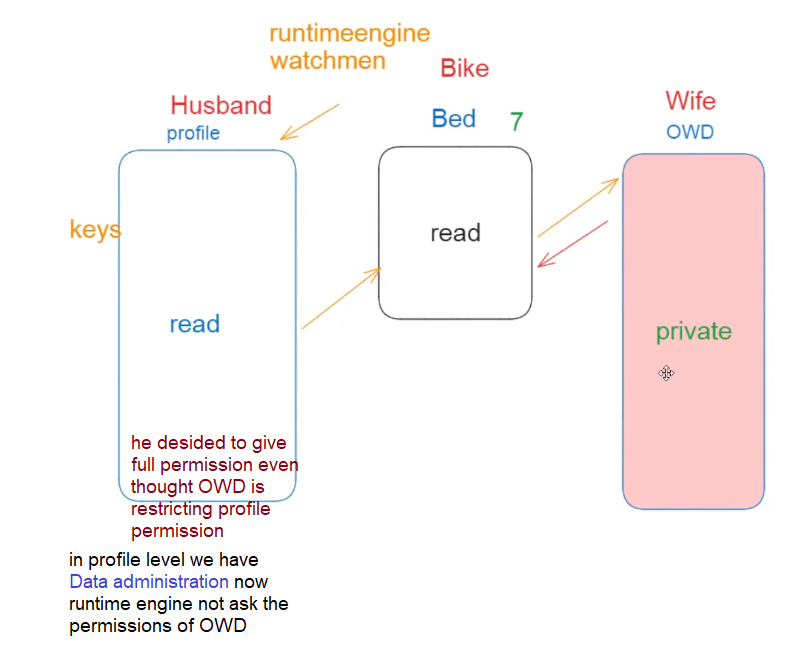 runtimeengine
watchmen
Bike
Husband
profile
Bed 7
Wife
OWD
keys
read
read
private
he desided to give
full permission even
thought OWD is
restricting profile
permission
in profile level we have
Data administration now
runtime engine not ask the
permissions of OWD